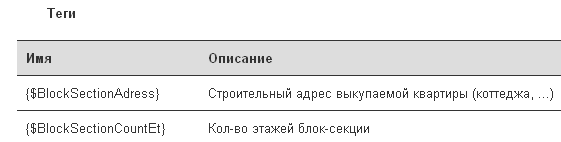 Теги
Имя Описание
{$BlockSectionAdress} Строительный адрес выкупаемой квартиры (коттеджа, ...)
{$BlockSectionCountEt} Кол-во этажей блок-секции